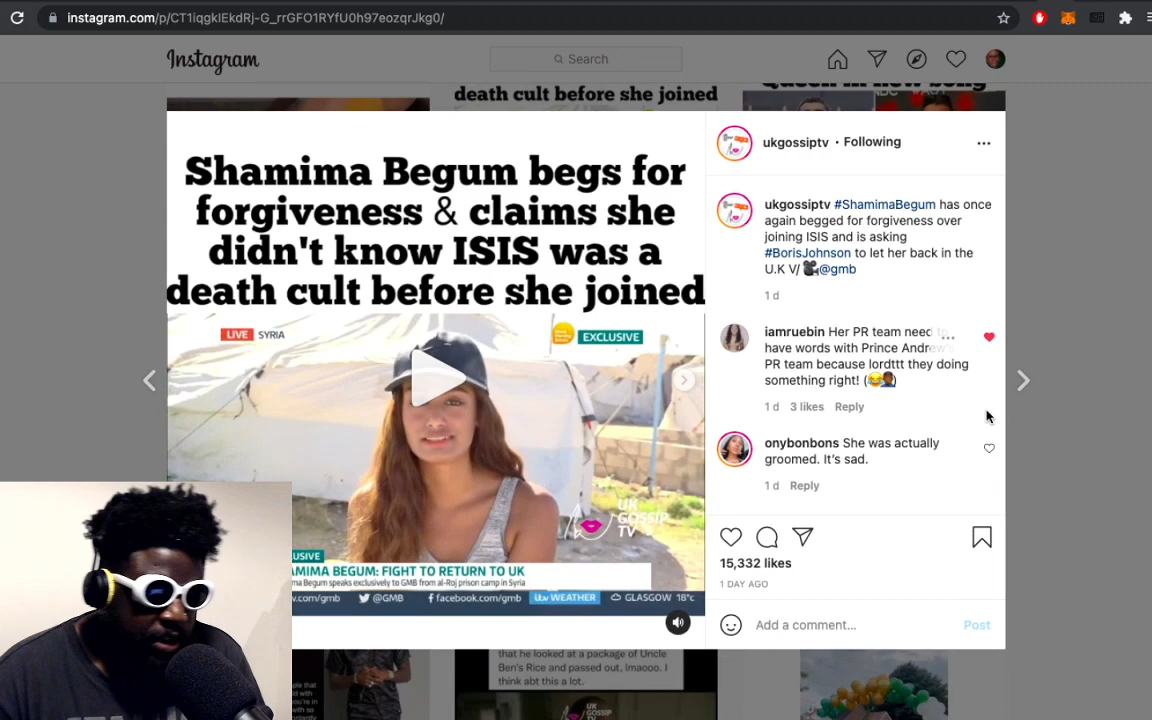 instagram.com/p/CT1iqgklEkdRj-G_rrGFO1RYfU0h97eozqrJkg0/
Instagram
Search
death cult before she joined
Shamima Begum begs for
forgiveness & claims she
didn't know ISIS was a
death cult before she joined
LIVE SYRIA
EXCLUSIVE
UK
GOSSIP
TV
USIVE
AMIMA BEGUM: FIGHT TO RETURN TO UK
ma Begum speaks exclusively to GMB from al-Roj prison camp in Syria
.com/gmb @GMB facebook.com/gmb itv WEATHER GLASGOW 18°c
ukgossiptv • Following
ukgossiptv #ShamimaBegum has once
again begged for forgiveness over
joining ISIS and is asking
#BorisJohnson to let her back in the
U.K V/ 🎥@gmb
1 d
iamruebin Her PR team need to
have words with Prince Andrew's
PR team because lordttt they doing
something right! (😂🤦🏾‍♂️)
1 d 3 likes Reply
onybonbons She was actually
groomed. It's sad.
1 d Reply
15,332 likes
1 DAY AGO
Add a comment... Post
that he looked at a package of Uncle
Ben's Rice and passed out, lmaooo. I
think abt this a lot.